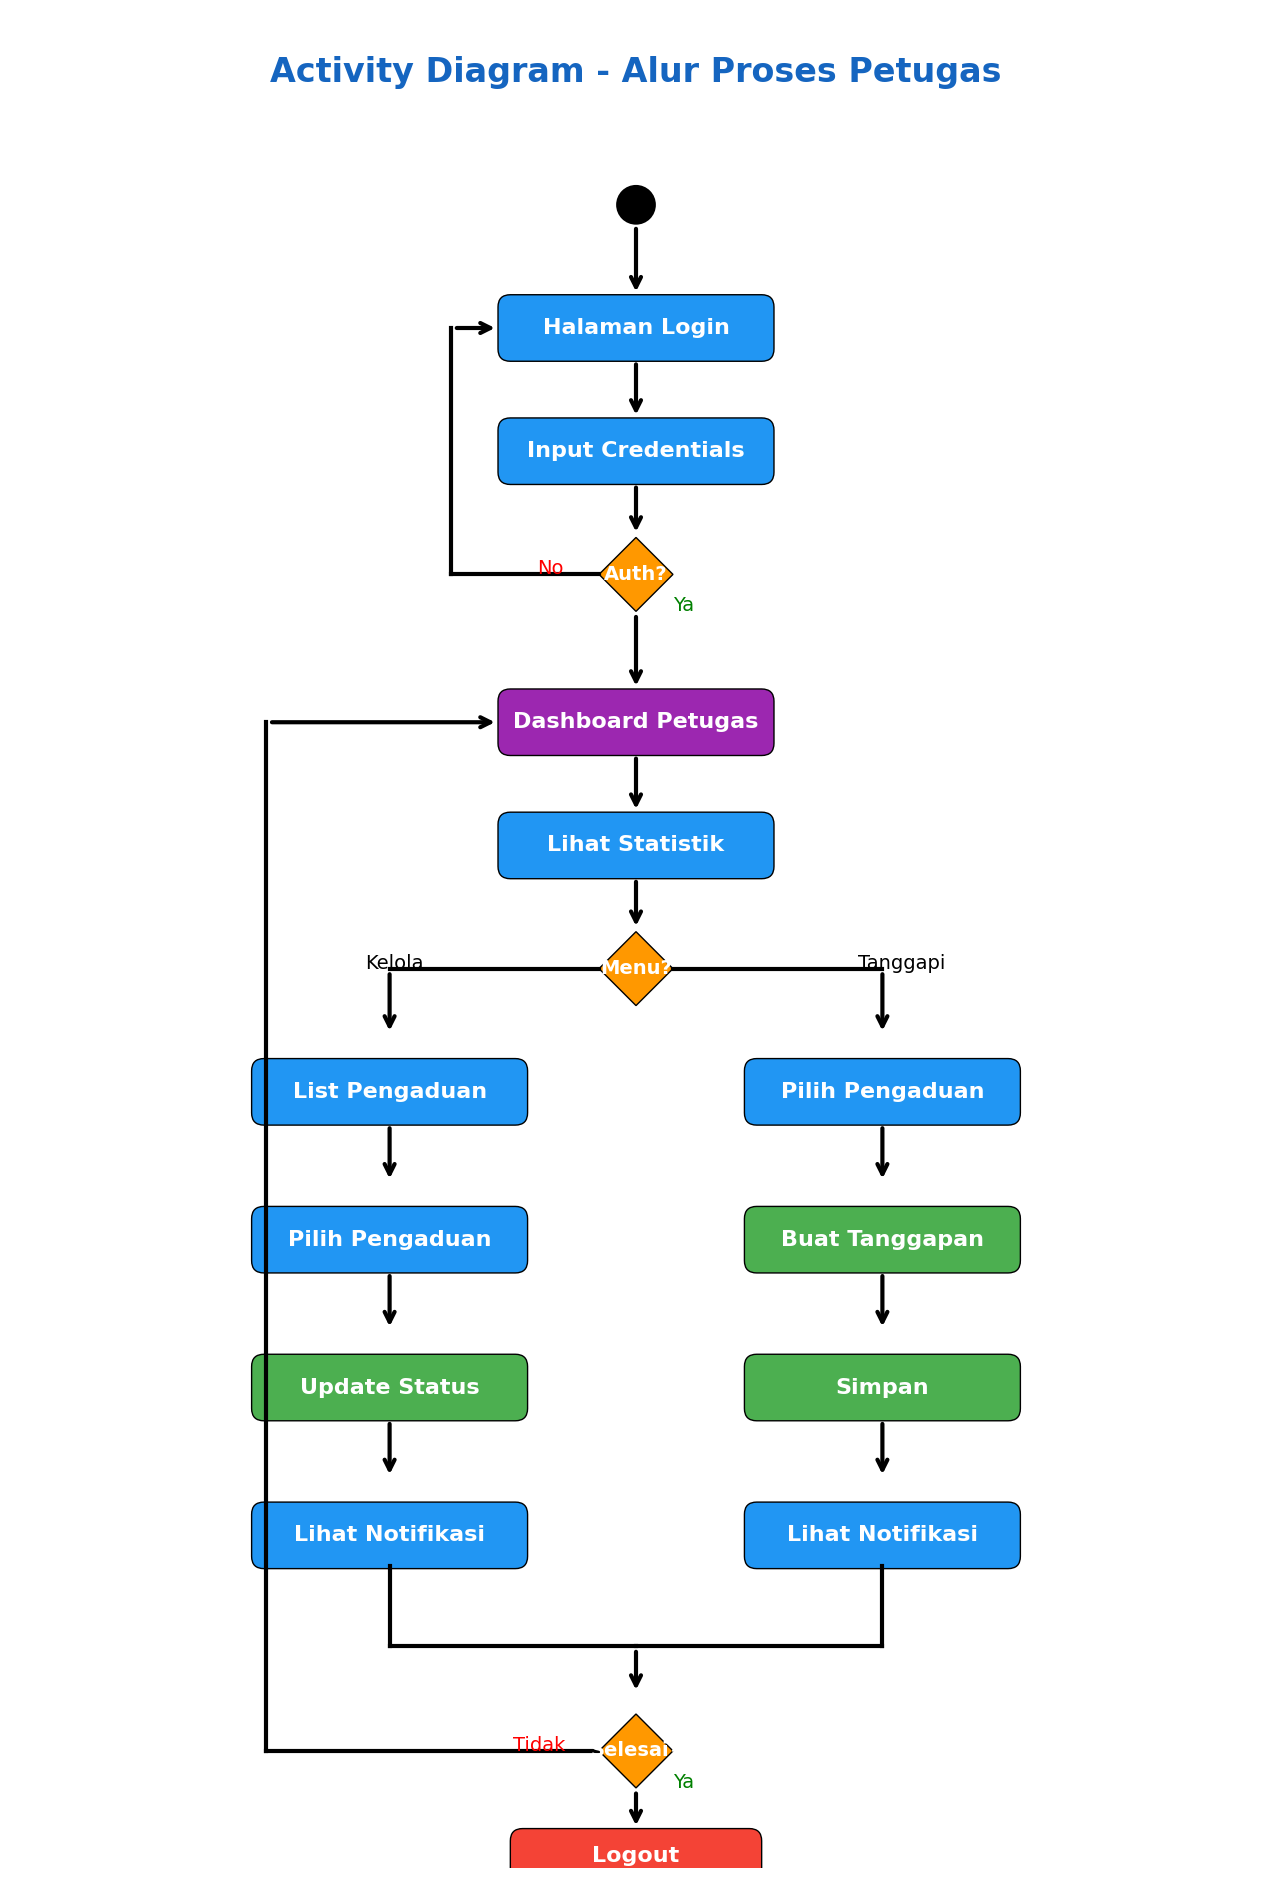 Activity Diagram - Alur Proses Petugas
Halaman Login
Input Credentials
No
Auth?
Ya
Dashboard Petugas
Lihat Statistik
Kelola
Menu?
Tanggapi
List Pengaduan
Pilih Pengaduan
Pilih Pengaduan
Buat Tanggapan
Update Status
Simpan
Lihat Notifikasi
Lihat Notifikasi
Tidak
Selesai?
Ya
Logout